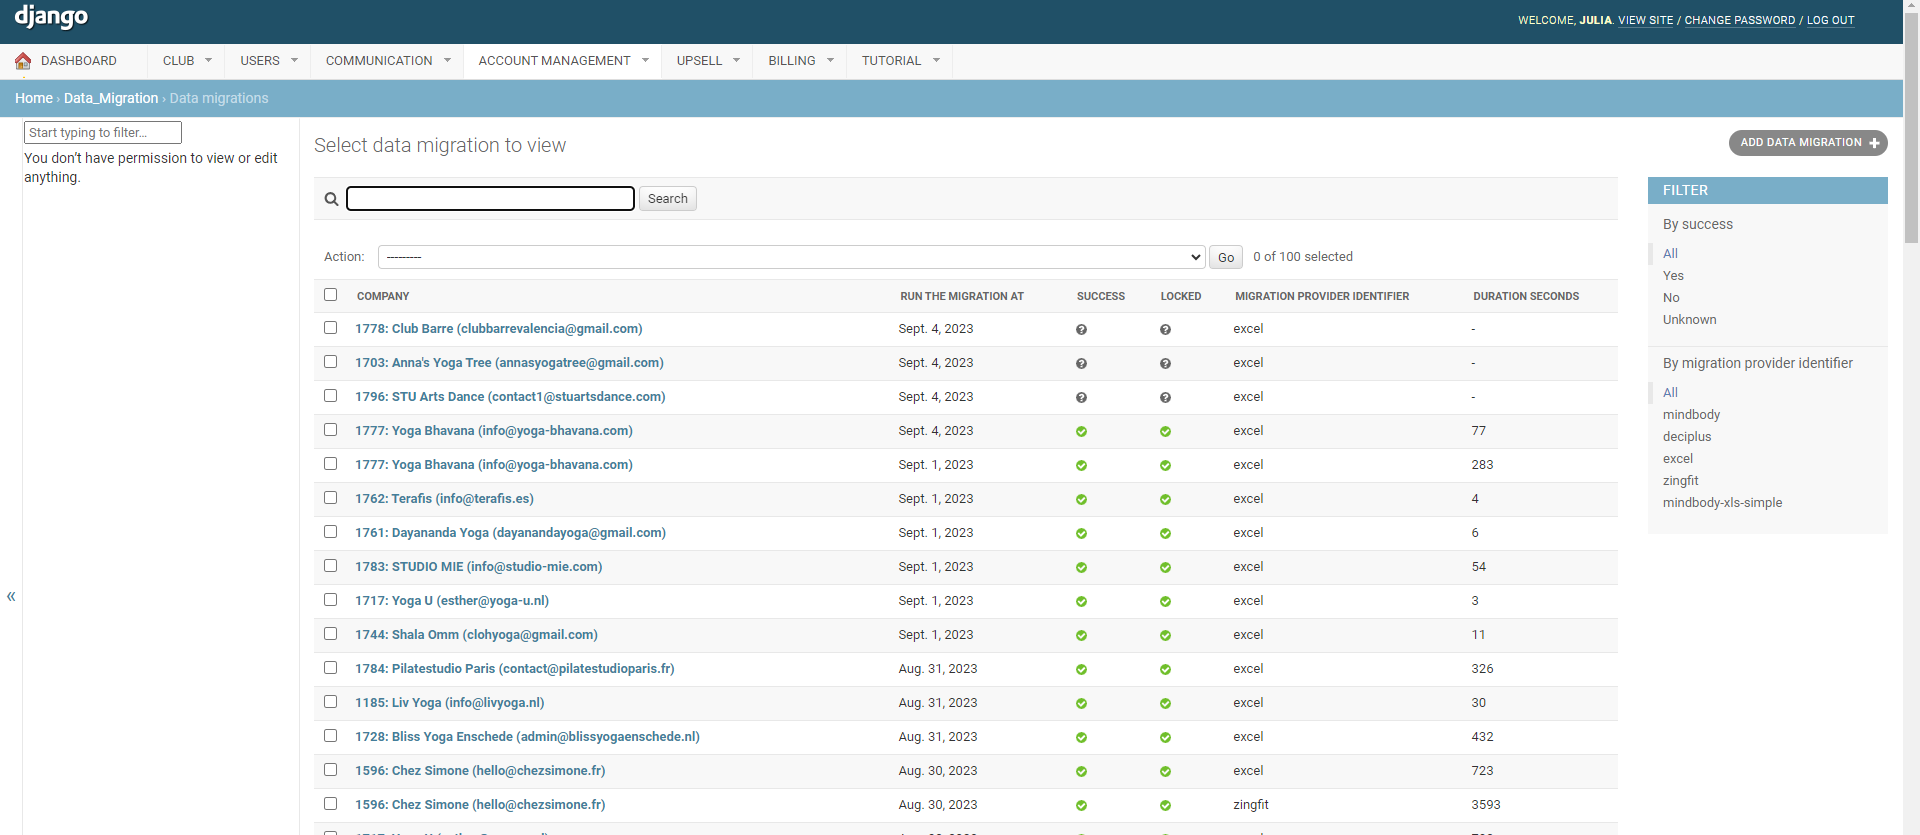 django
WELCOME, JULIA. VIEW SITE / CHANGE PASSWORD / LOG OUT
DASHBOARD CLUB USERS COMMUNICATION ACCOUNT MANAGEMENT UPSELL BILLING TUTORIAL
Home › Data_Migration › Data migrations
Start typing to filter...
You don't have permission to view or edit
anything.
«
Select data migration to view
ADD DATA MIGRATION +
Search
Action: --------- Go 0 of 100 selected
COMPANY RUN THE MIGRATION AT SUCCESS LOCKED MIGRATION PROVIDER IDENTIFIER DURATION SECONDS
1778: Club Barre (clubbarrevalencia@gmail.com) Sept. 4, 2023 ? ? excel -
1703: Anna's Yoga Tree (annasyogatree@gmail.com) Sept. 4, 2023 ? ? excel -
1796: STU Arts Dance (contact1@stuartsdance.com) Sept. 4, 2023 ? ? excel -
1777: Yoga Bhavana (info@yoga-bhavana.com) Sept. 4, 2023 excel 77
1777: Yoga Bhavana (info@yoga-bhavana.com) Sept. 1, 2023 excel 283
1762: Terafis (info@terafis.es) Sept. 1, 2023 excel 4
1761: Dayananda Yoga (dayanandayoga@gmail.com) Sept. 1, 2023 excel 6
1783: STUDIO MIE (info@studio-mie.com) Sept. 1, 2023 excel 54
1717: Yoga U (esther@yoga-u.nl) Sept. 1, 2023 excel 3
1744: Shala Omm (clohyoga@gmail.com) Sept. 1, 2023 excel 11
1784: Pilatestudio Paris (contact@pilatestudioparis.fr) Aug. 31, 2023 excel 326
1185: Liv Yoga (info@livyoga.nl) Aug. 31, 2023 excel 30
1728: Bliss Yoga Enschede (admin@blissyogaenschede.nl) Aug. 31, 2023 excel 432
1596: Chez Simone (hello@chezsimone.fr) Aug. 30, 2023 excel 723
1596: Chez Simone (hello@chezsimone.fr) Aug. 30, 2023 zingfit 3593
FILTER
By success
All
Yes
No
Unknown
By migration provider identifier
All
mindbody
deciplus
excel
zingfit
mindbody-xls-simple